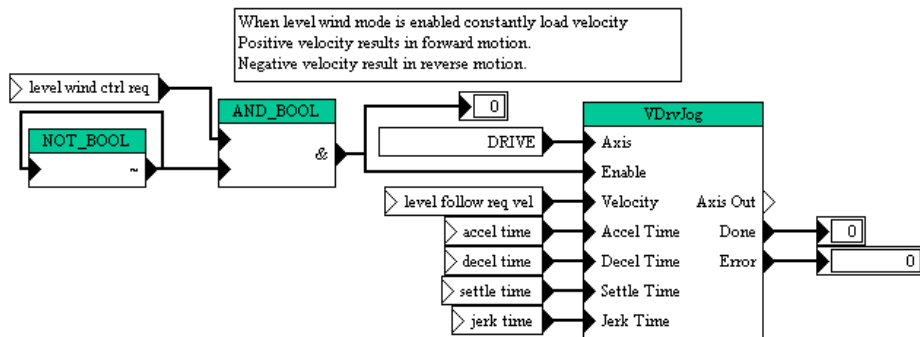 When level wind mode is enabled constantly load velocity
Positive velocity results in forward motion.
Negative velocity result in reverse motion.
level wind ctrl req
AND_BOOL
&
NOT_BOOL
~
0
DRIVE
VDrvJog
Axis
Enable
level follow req vel
Velocity
Axis Out
accel time
Accel Time
Done
0
decel time
Decel Time
Error
0
settle time
Settle Time
jerk time
Jerk Time